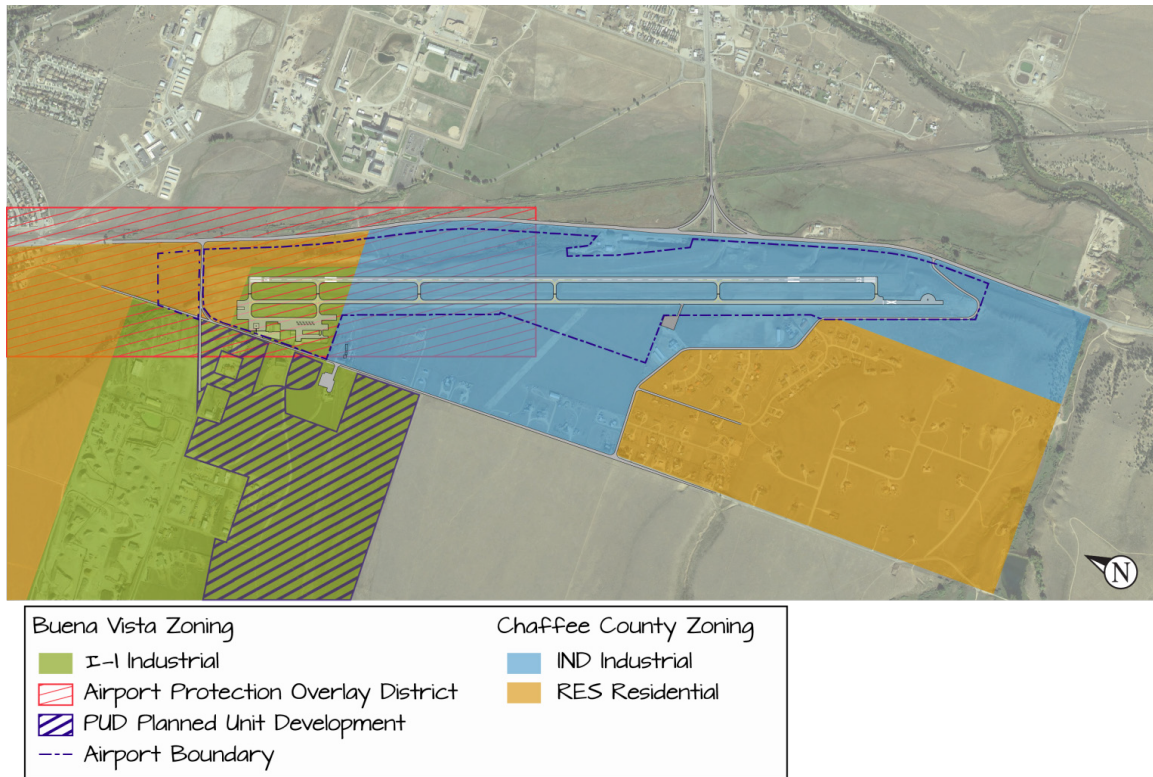 N
Buena Vista Zoning
I-1 Industrial
Airport Protection Overlay District
PUD Planned Unit Development
Airport Boundary
Chaffee County Zoning
IND Industrial
RES Residential